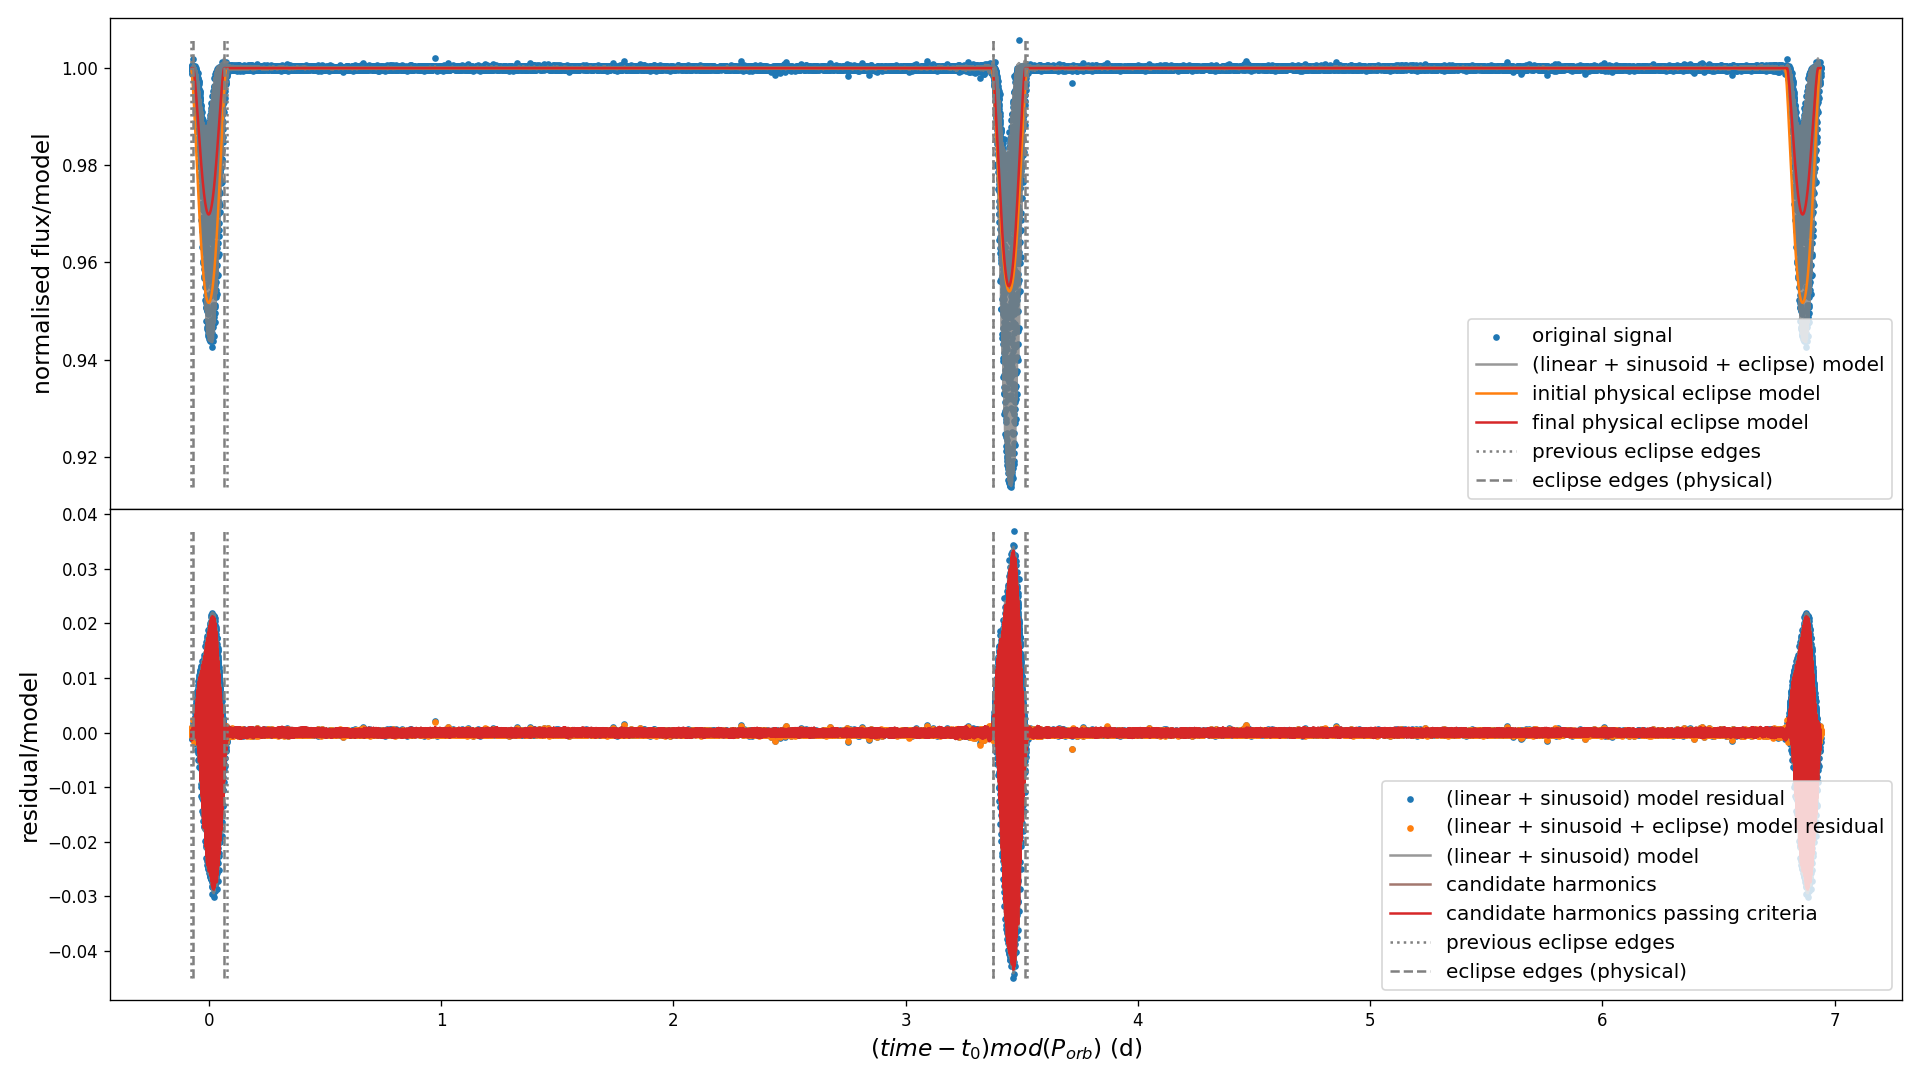 normalised flux/model
1.00
0.98
0.96
0.94
0.92
original signal
(linear + sinusoid + eclipse) model
initial physical eclipse model
final physical eclipse model
previous eclipse edges
eclipse edges (physical)
residual/model
0.04
0.03
0.02
0.01
0.00
−0.01
−0.02
−0.03
−0.04
(linear + sinusoid) model residual
(linear + sinusoid + eclipse) model residual
(linear + sinusoid) model
candidate harmonics
candidate harmonics passing criteria
previous eclipse edges
eclipse edges (physical)
0 1 2 3 4 5 6 7
(time − t₀)mod(Pₒᵣb) (d)